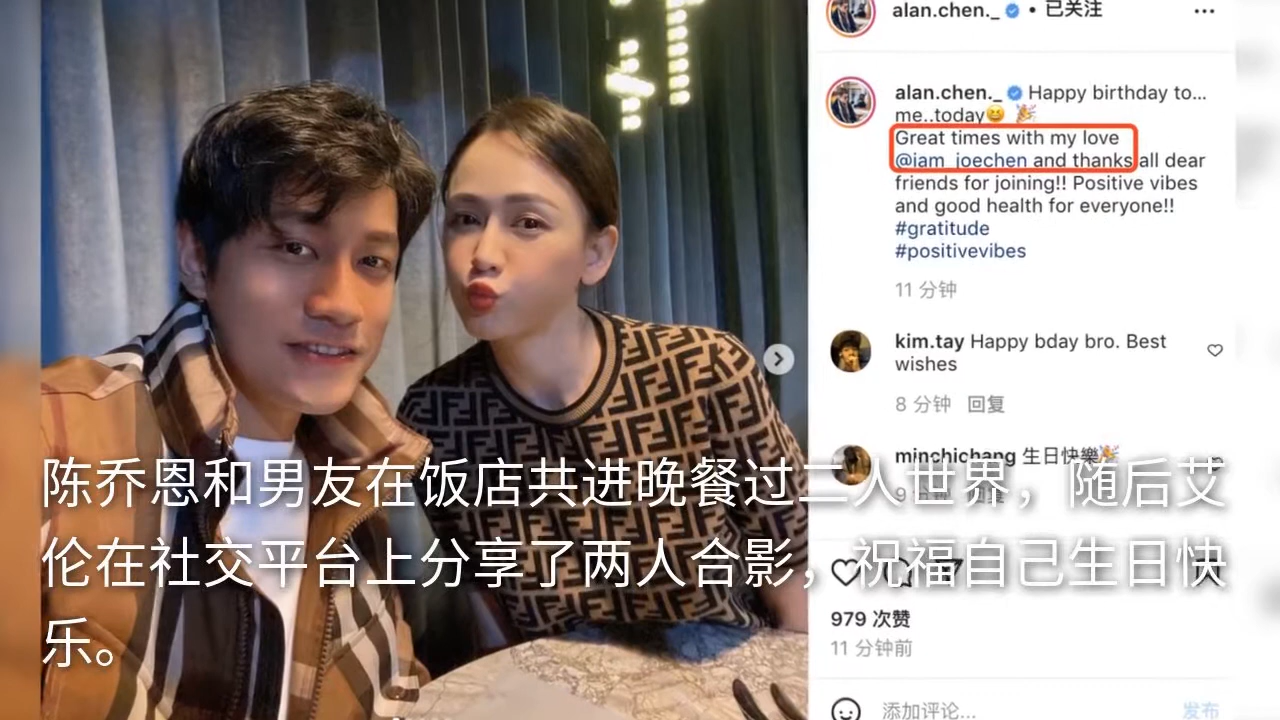 alan.chen._ • 已关注
alan.chen._ Happy birthday to...
me..today😆 🎉
Great times with my love
@iam_joechen and thanks all dear
friends for joining!! Positive vibes
and good health for everyone!!
#gratitude
#positivevibes
11 分钟
kim.tay Happy bday bro. Best
wishes
8 分钟 回复
minchichang 生日快樂🎉
9 分钟 回复
陈乔恩和男友在饭店共进晚餐过二人世界，随后艾
伦在社交平台上分享了两人合影，祝福自己生日快
乐。
979 次赞
11 分钟前
添加评论... 发布